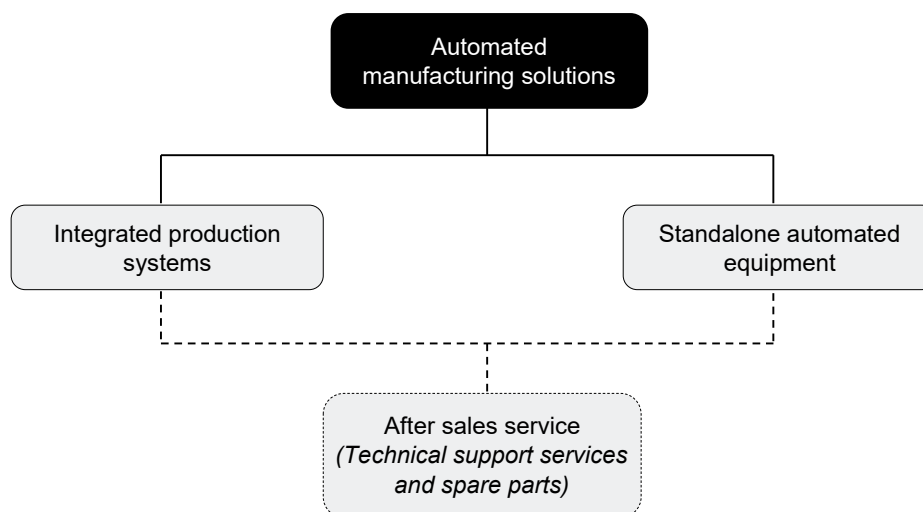 Automated
manufacturing solutions
Integrated production
systems
Standalone automated
equipment
After sales service
(Technical support services
and spare parts)